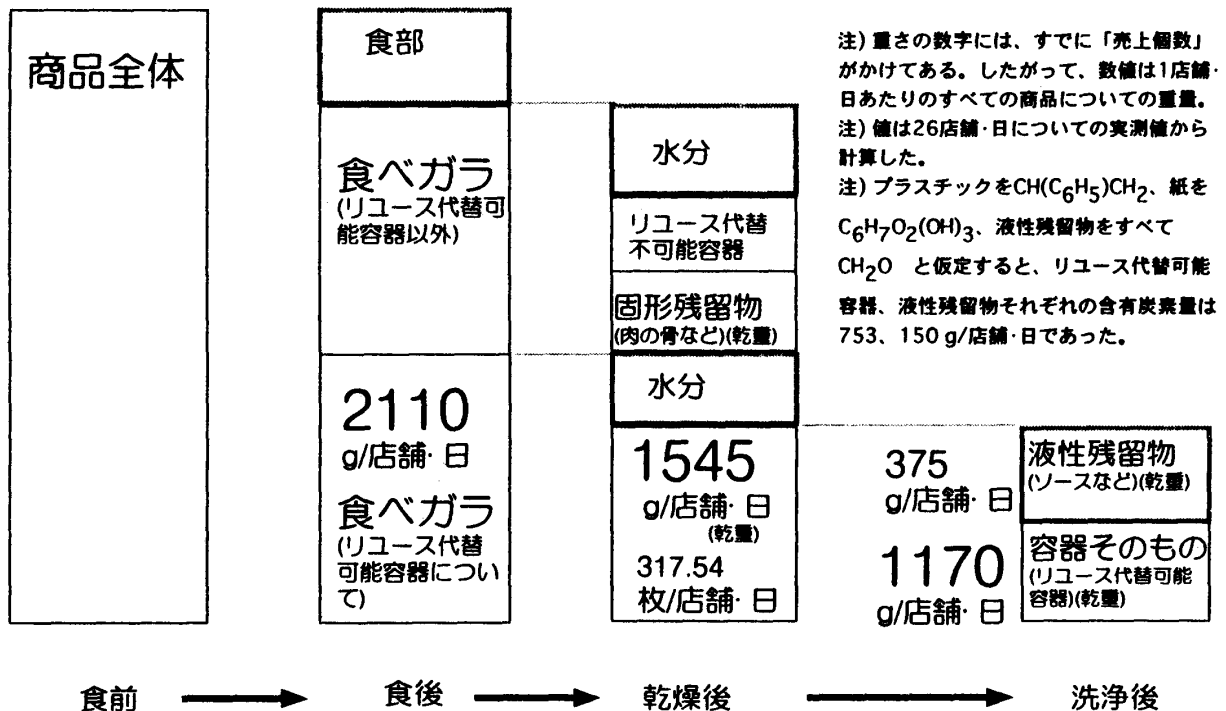 商品全体
食部
食べガラ
(リユース代替可
能容器以外)
2110
g/店舗·日
食べガラ
(リユース代替
可能容器につい
て)
水分
リユース代替
不可能容器
固形残留物
(肉の骨など)(乾重)
水分
1545
g/店舗·日
(乾重)
317.54
枚/店舗·日
375
g/店舗·日
1170
g/店舗·日
液性残留物
(ソースなど)(乾重)
容器そのもの
(リユース代替可能
容器)(乾重)
注) 重さの数字には、すでに「売上個数」
がかけてある。したがって、数値は1店舗·
日あたりのすべての商品についての重量。
注) 値は26店舗·日についての実測値から
計算した。
注) プラスチックをCH(C6H5)CH2、紙を
C6H7O2(OH)3、液性残留物をすべて
CH2O と仮定すると、リユース代替可能
容器、液性残留物それぞれの含有炭素量は
753、150 g/店舗·日であった。
食前
食後
乾燥後
洗浄後